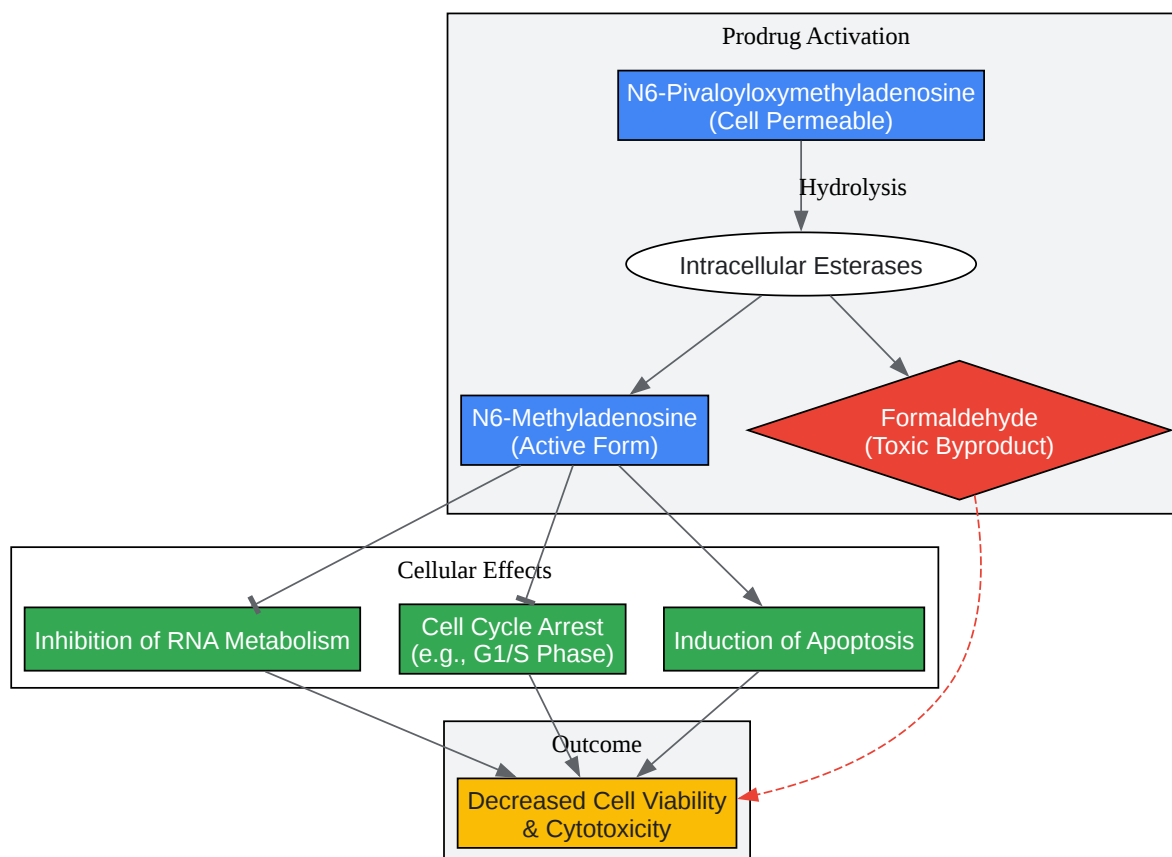 Prodrug Activation
N6-Pivaloyloxymethyladenosine
(Cell Permeable)
Hydrolysis
Intracellular Esterases
N6-Methyladenosine
(Active Form)
Formaldehyde
(Toxic Byproduct)
Cellular Effects
Inhibition of RNA Metabolism
Cell Cycle Arrest
(e.g., G1/S Phase)
Induction of Apoptosis
Outcome
Decreased Cell Viability
& Cytotoxicity